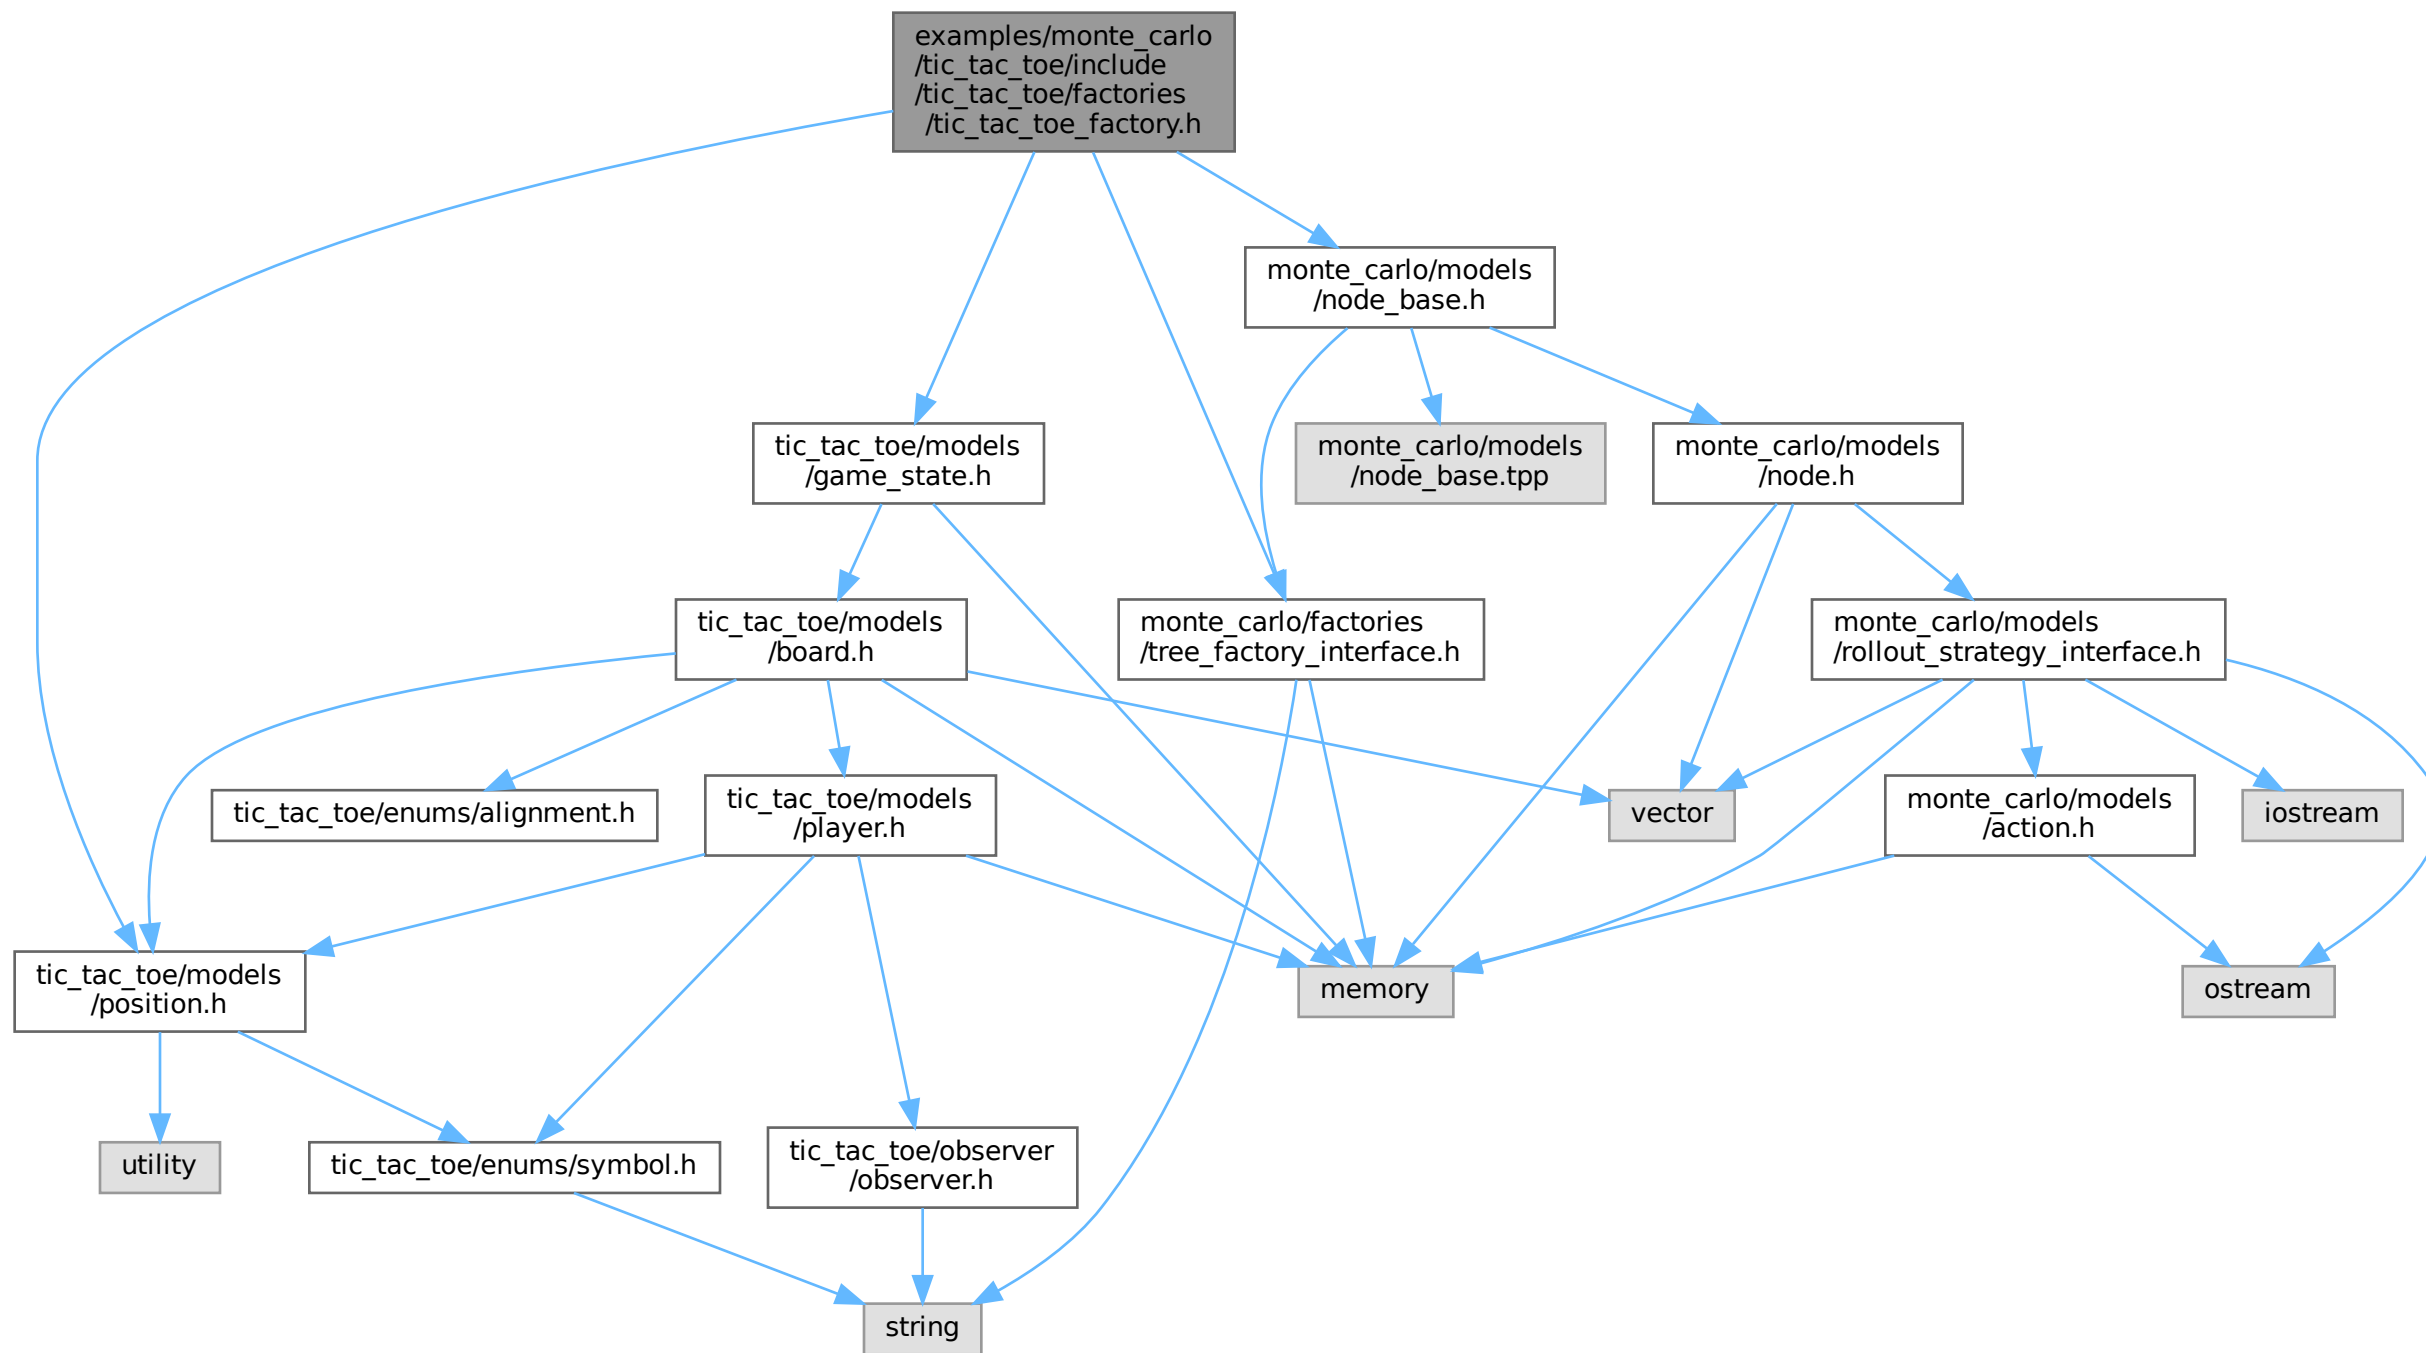 examples/monte_carlo
/tic_tac_toe/include
/tic_tac_toe/factories
/tic_tac_toe_factory.h
monte_carlo/models
/node_base.h
tic_tac_toe/models
/game_state.h
monte_carlo/models
/node_base.tpp
monte_carlo/models
/node.h
tic_tac_toe/models
/board.h
monte_carlo/factories
/tree_factory_interface.h
monte_carlo/models
/rollout_strategy_interface.h
tic_tac_toe/enums/alignment.h
tic_tac_toe/models
/player.h
vector
monte_carlo/models
/action.h
iostream
tic_tac_toe/models
/position.h
memory
ostream
utility
tic_tac_toe/enums/symbol.h
tic_tac_toe/observer
/observer.h
string